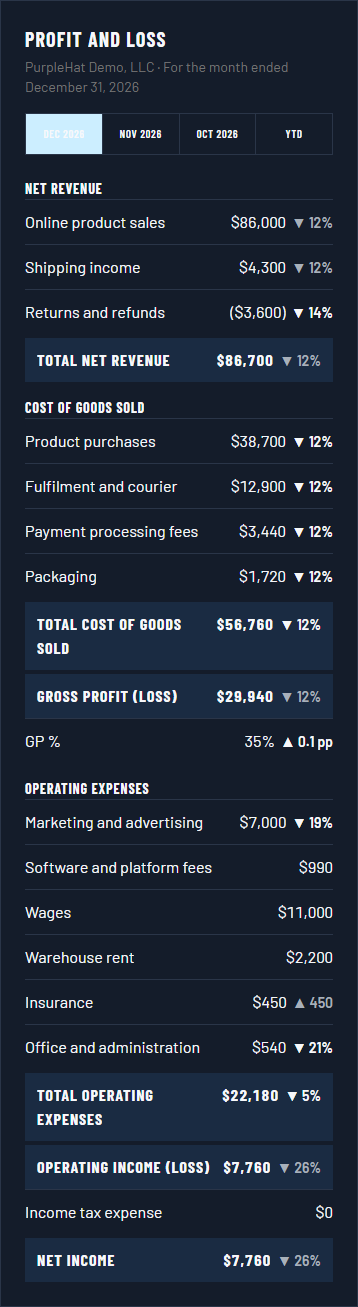 PROFIT AND LOSS
PurpleHat Demo, LLC · For the month ended
December 31, 2026
DEC 2026 NOV 2026 OCT 2026 YTD
NET REVENUE
Online product sales $86,000 ▼ 12%
Shipping income $4,300 ▼ 12%
Returns and refunds ($3,600) ▼ 14%
TOTAL NET REVENUE $86,700 ▼ 12%
COST OF GOODS SOLD
Product purchases $38,700 ▼ 12%
Fulfilment and courier $12,900 ▼ 12%
Payment processing fees $3,440 ▼ 12%
Packaging $1,720 ▼ 12%
TOTAL COST OF GOODS
SOLD $56,760 ▼ 12%
GROSS PROFIT (LOSS) $29,940 ▼ 12%
GP % 35% ▲ 0.1 pp
OPERATING EXPENSES
Marketing and advertising $7,000 ▼ 19%
Software and platform fees $990
Wages $11,000
Warehouse rent $2,200
Insurance $450 ▲ 450
Office and administration $540 ▼ 21%
TOTAL OPERATING
EXPENSES $22,180 ▼ 5%
OPERATING INCOME (LOSS) $7,760 ▼ 26%
Income tax expense $0
NET INCOME $7,760 ▼ 26%